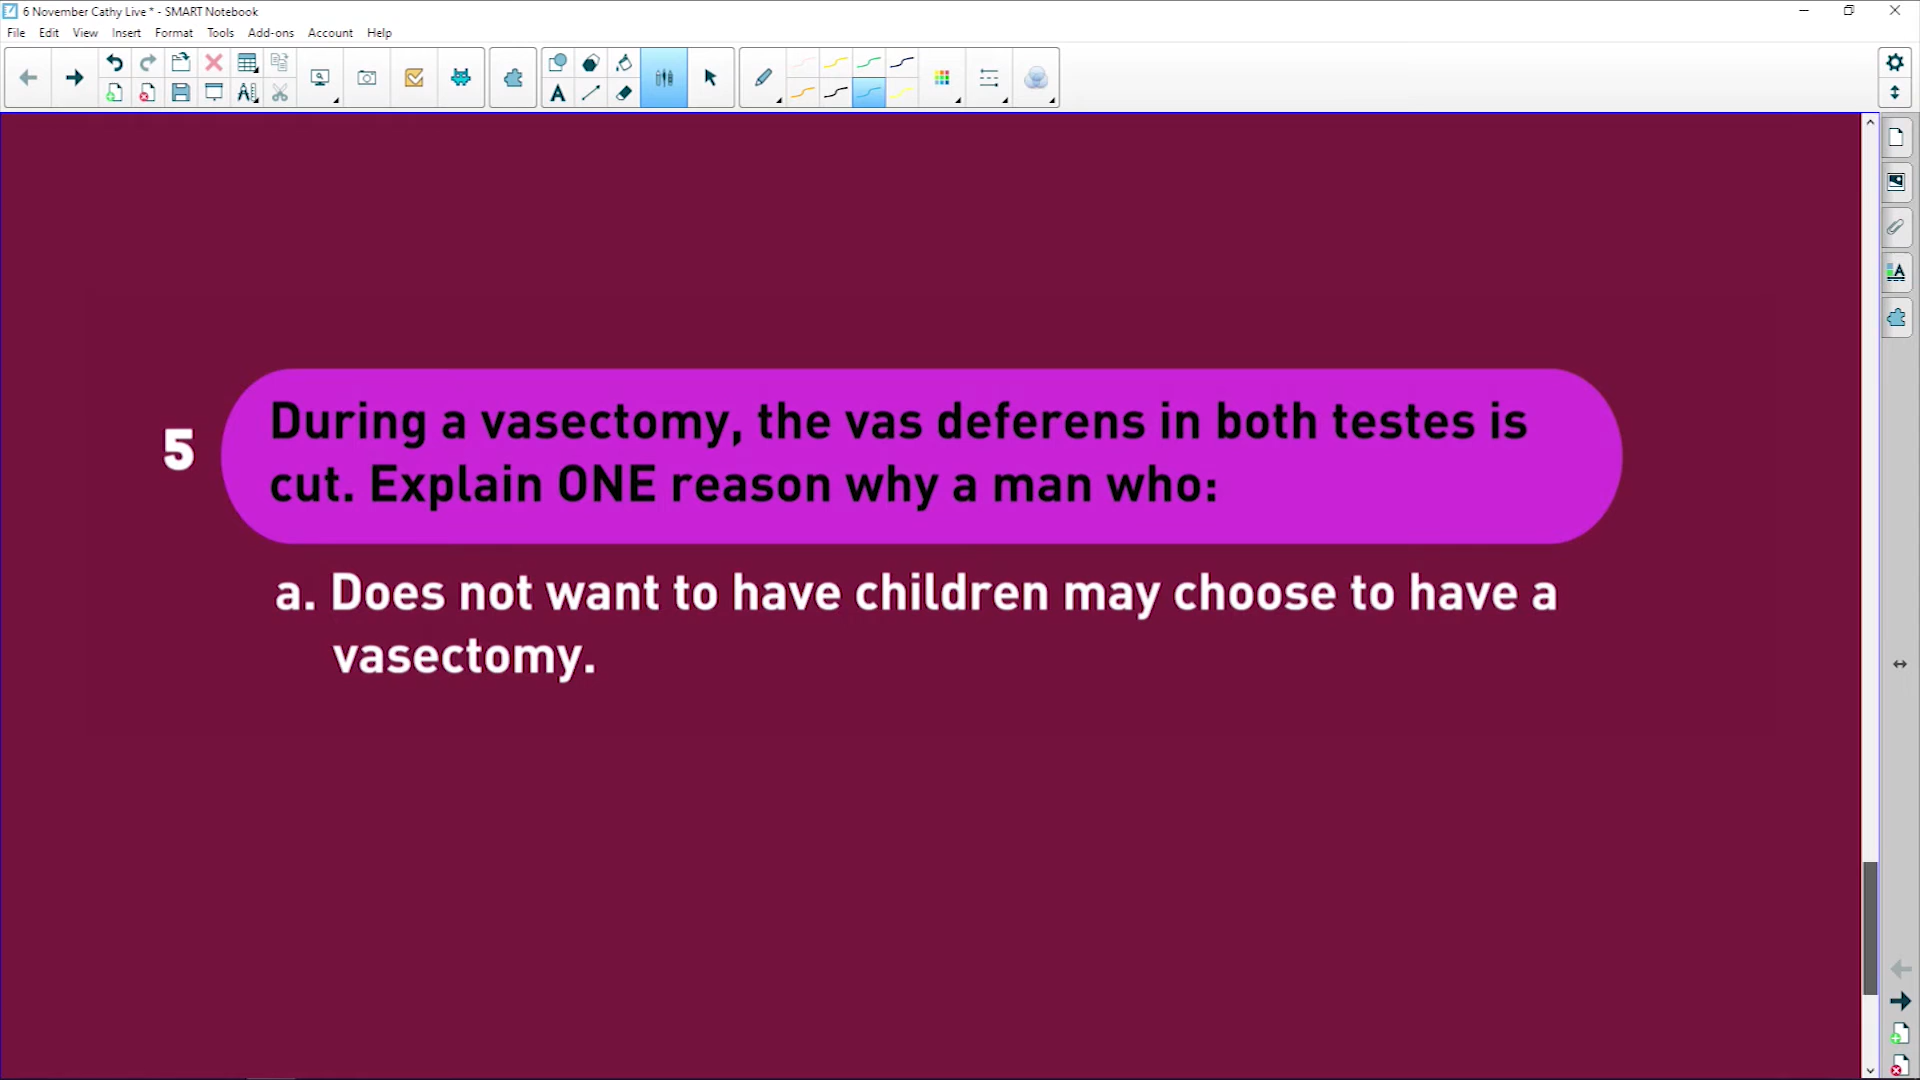 6 November Cathy Live * - SMART Notebook
File Edit View Insert Format Tools Add-ons Account Help
5
During a vasectomy, the vas deferens in both testes is
cut. Explain ONE reason why a man who:
a. Does not want to have children may choose to have a
vasectomy.